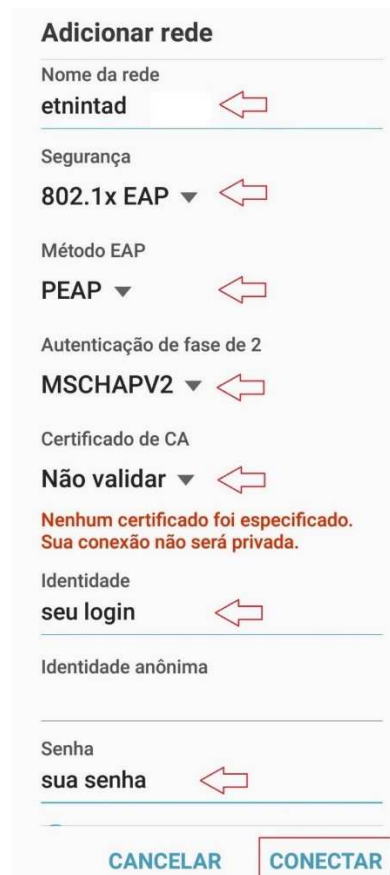 Adicionar rede
Nome da rede
etnintad
Segurança
802.1x EAP
Método EAP
PEAP
Autenticação de fase de 2
MSCHAPV2
Certificado de CA
Não validar
Nenhum certificado foi especificado.
Sua conexão não será privada.
Identidade
seu login
Identidade anônima
Senha
sua senha
CANCELAR CONECTAR